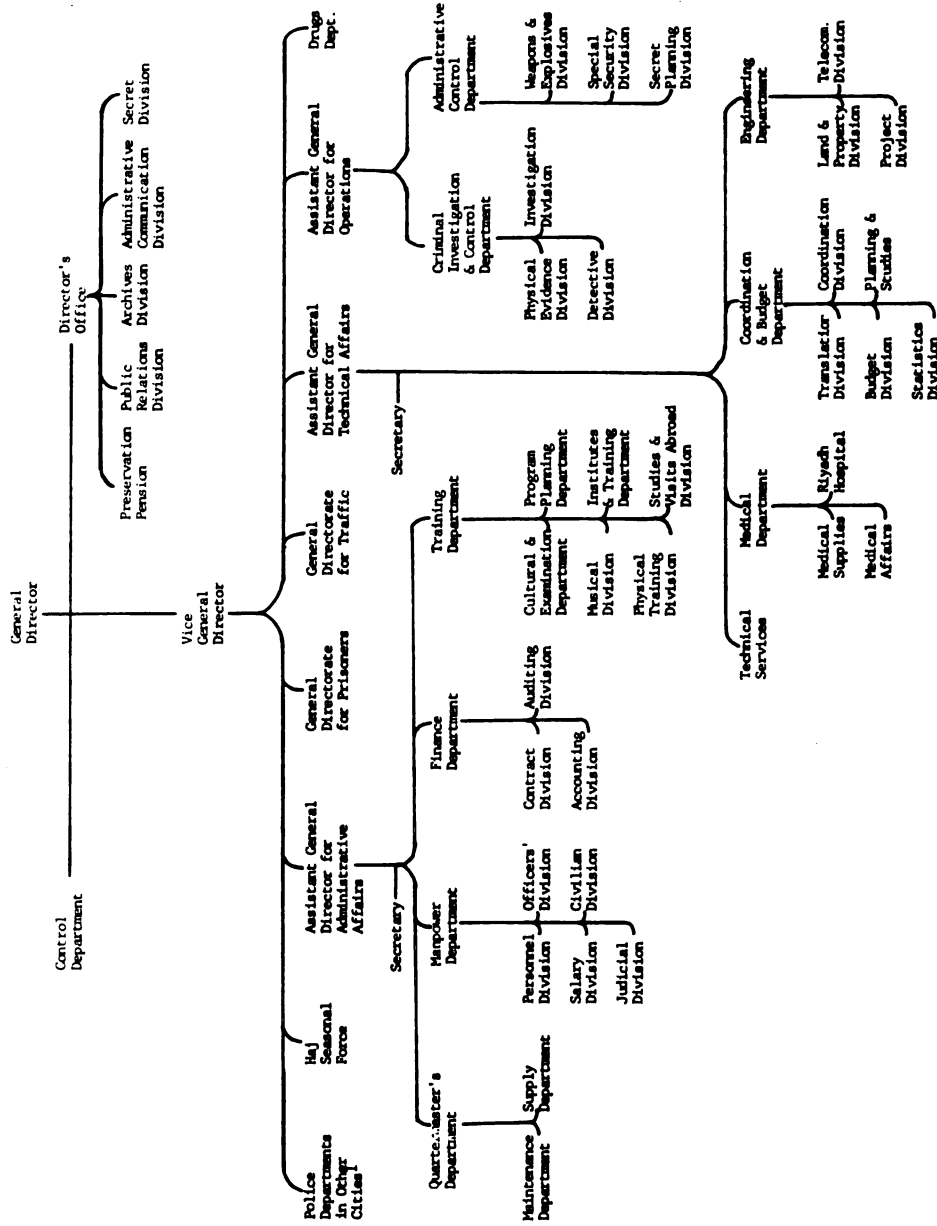 General
Director
Control
Department
Director's
Office
Preservation
Pension
Public
Relations
Division
Archives
Division
Administrative
Communication
Division
Secret
Division
Vice
General
Director
Police
Departments
in Other
Cities
Haj
Seasonal
Force
Assistant General
Director for
Administrative
Affairs
General
Directorate
for Prisoners
General
Directorate
for Traffic
Assistant General
Director for
Technical Affairs
Assistant General
Director for
Operations
Drugs
Dept.
Secretary
Quartermaster's
Department
Maintenance
Department
Supply
Department
Manpower
Department
Personnel
Division
Officers'
Division
Salary
Division
Civilian
Division
Judicial
Division
Finance
Department
Contract
Division
Auditing
Division
Accounting
Division
Training
Department
Cultural &
Examination
Department
Program
Planning
Department
Musical
Division
Institutes
& Training
Department
Physical
Training
Division
Studies &
Visits Abroad
Division
Secretary
Technical
Services
Medical
Department
Medical
Supplies
Riyadh
Hospital
Medical
Affairs
Coordination
& Budget
Department
Translation
Division
Coordination
Division
Budget
Division
Planning &
Studies
Statistics
Division
Engineering
Department
Land &
Property
Division
Telecom.
Division
Project
Division
Criminal
Investigation
& Control
Department
Physical
Evidence
Division
Investigation
Division
Detective
Division
Administrative
Control
Department
Weapons &
Explosives
Division
Special
Security
Division
Secret
Planning
Division